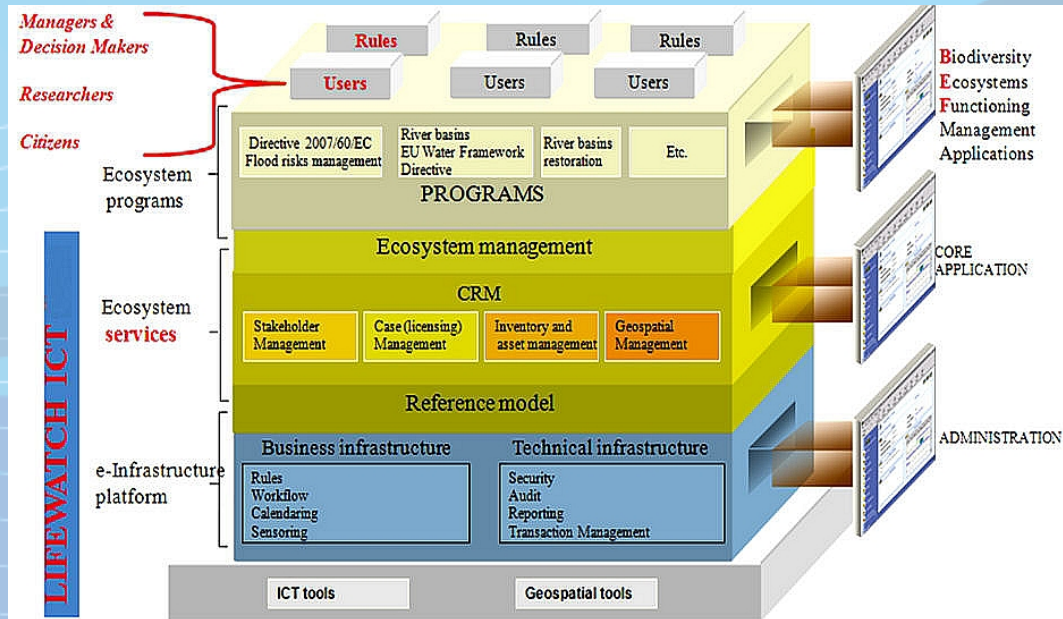 Managers &
Decision Makers
Researchers
Citizens
Rules
Rules
Rules
Users
Users
Users
Biodiversity
Ecosystems
Functioning
Management
Applications
Ecosystem
programs
Directive 2007/60/EC
Flood risks management
River basins
EU Water Framework
Directive
River basins
restoration
Etc.
PROGRAMS
LIFEWATCH ICT
Ecosystem
services
Ecosystem management
CRM
Stakeholder
Management
Case (licensing)
Management
Inventory and
asset management
Geospatial
Management
Reference model
CORE
APPLICATION
e-Infrastructure
platform
Business infrastructure
Rules
Workflow
Calendaring
Sensoring
Technical infrastructure
Security
Audit
Reporting
Transaction Management
ADMINISTRATION
ICT tools
Geospatial tools